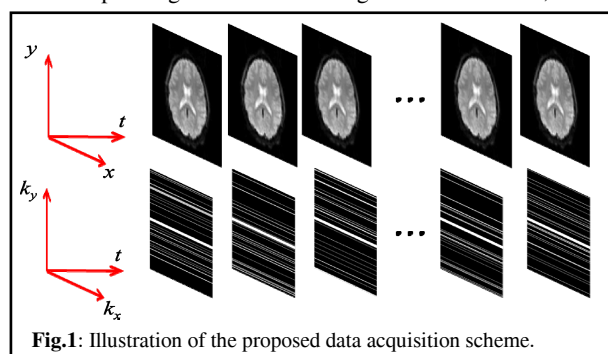 y
t
x
...
k_y
t
k_x
...
Fig.1: Illustration of the proposed data acquisition scheme.